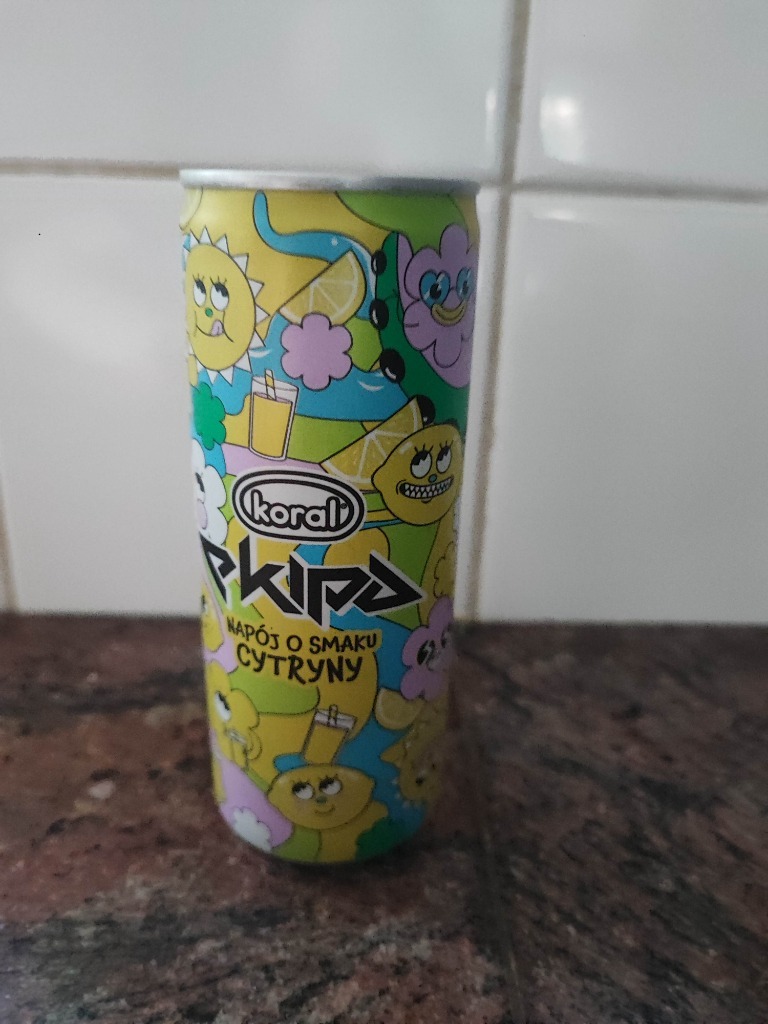 koral
ekipa
NAPÓJ O SMAKU
CYTRYNY